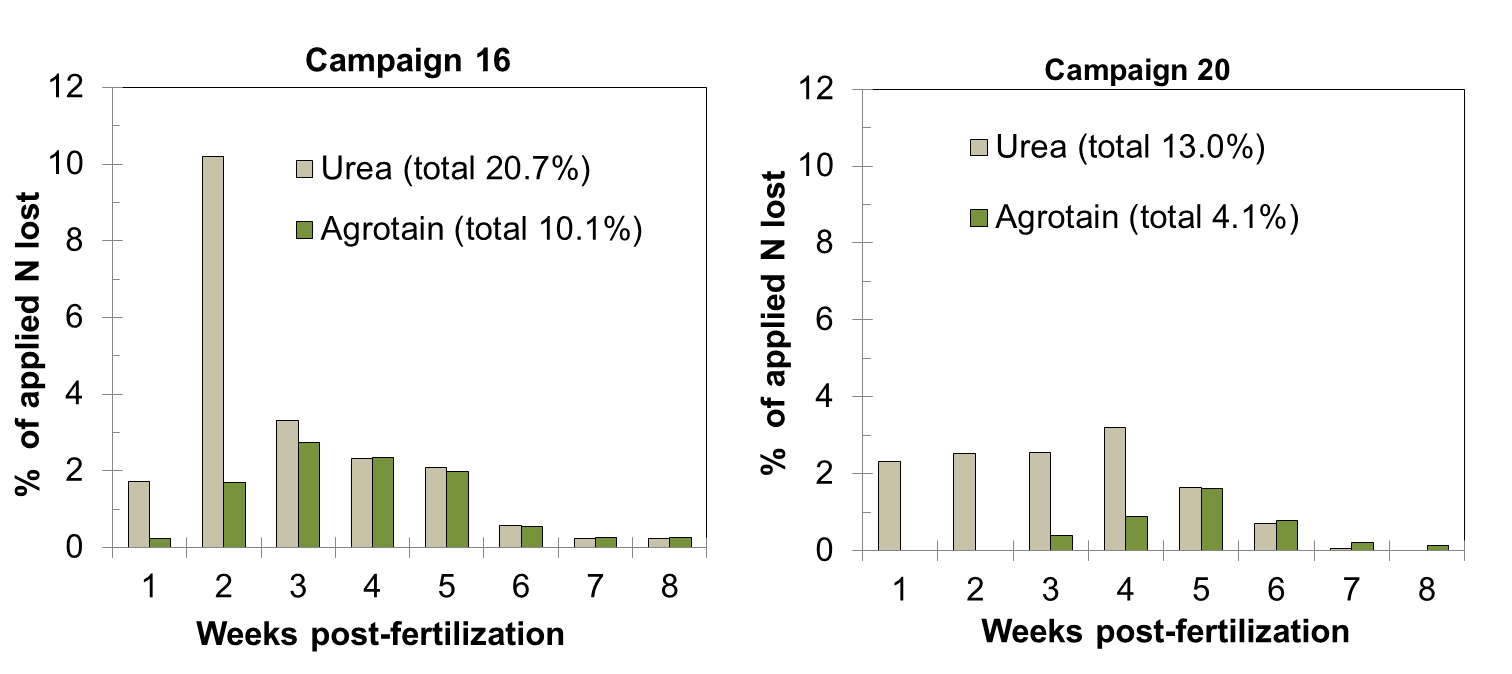 Campaign 16
12
10
8
6
4
2
0
%  of applied N lost
Urea (total 20.7%)
Agrotain (total 10.1%)
1 2 3 4 5 6 7 8
Weeks post-fertilization
Campaign 20
12
10
8
6
4
2
0
%  of applied N lost
Urea (total 13.0%)
Agrotain (total 4.1%)
1 2 3 4 5 6 7 8
Weeks post-fertilization